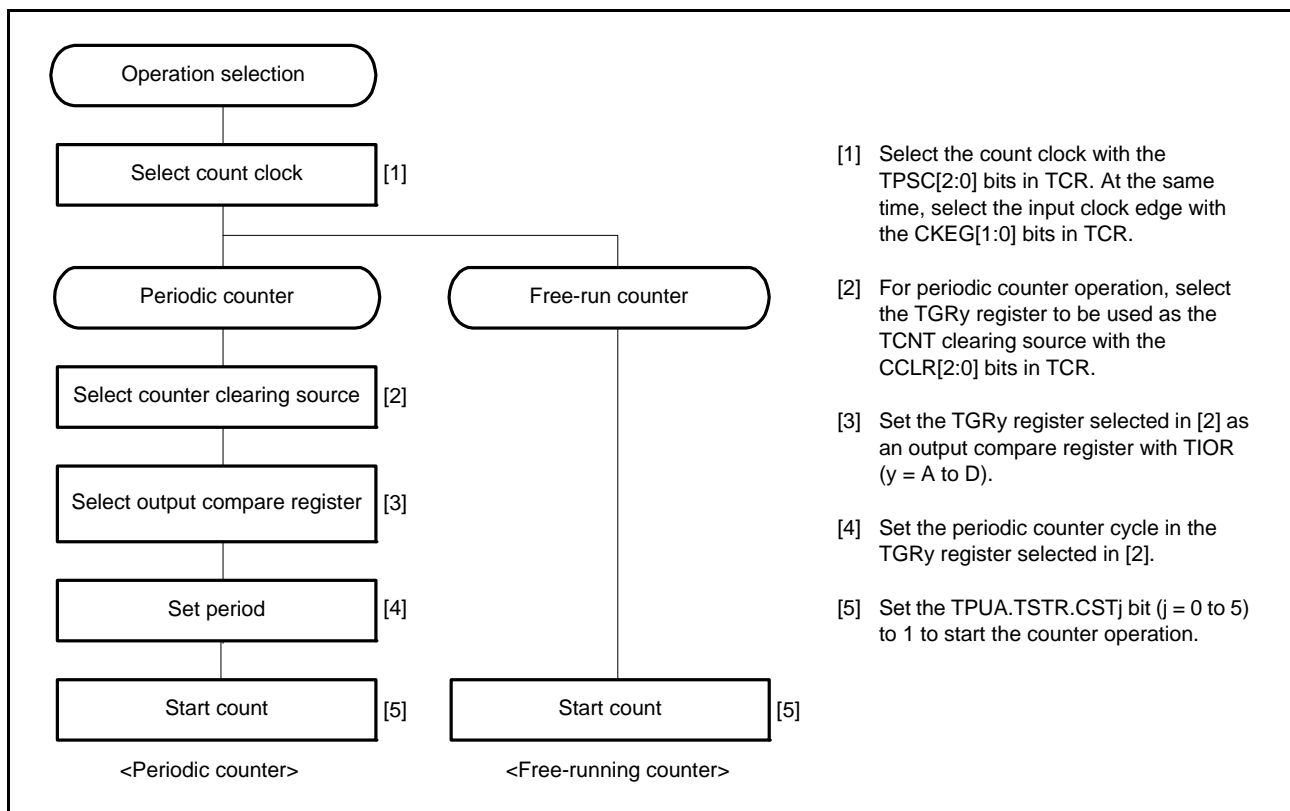 Operation selection
Select count clock
[1]
Periodic counter
Free-run counter
Select counter clearing source
[2]
Select output compare register
[3]
Set period
[4]
Start count
[5]
Start count
[5]
<Periodic counter>
<Free-running counter>
[1] Select the count clock with the
TPSC[2:0] bits in TCR. At the same
time, select the input clock edge with
the CKEG[1:0] bits in TCR.
[2] For periodic counter operation, select
the TGRy register to be used as the
TCNT clearing source with the
CCLR[2:0] bits in TCR.
[3] Set the TGRy register selected in [2] as
an output compare register with TIOR
(y = A to D).
[4] Set the periodic counter cycle in the
TGRy register selected in [2].
[5] Set the TPUA.TSTR.CSTj bit (j = 0 to 5)
to 1 to start the counter operation.